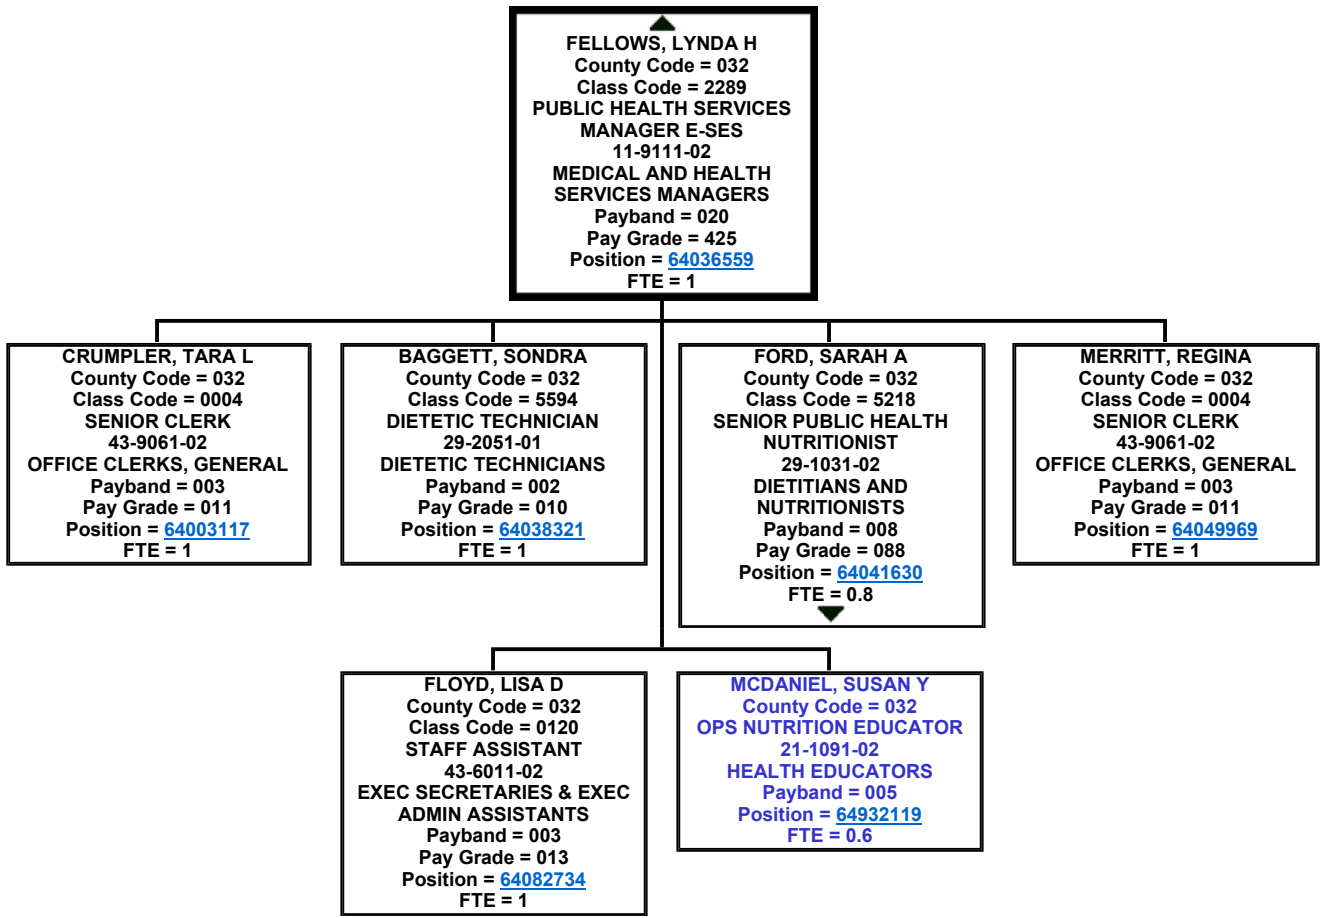 FELLOWS, LYNDA H
County Code = 032
Class Code = 2289
PUBLIC HEALTH SERVICES
MANAGER E-SES
11-9111-02
MEDICAL AND HEALTH
SERVICES MANAGERS
Payband = 020
Pay Grade = 425
Position = 64036559
FTE = 1
CRUMPLER, TARA L
County Code = 032
Class Code = 0004
SENIOR CLERK
43-9061-02
OFFICE CLERKS, GENERAL
Payband = 003
Pay Grade = 011
Position = 64003117
FTE = 1
BAGGETT, SONDRA
County Code = 032
Class Code = 5594
DIETETIC TECHNICIAN
29-2051-01
DIETETIC TECHNICIANS
Payband = 002
Pay Grade = 010
Position = 64038321
FTE = 1
FORD, SARAH A
County Code = 032
Class Code = 5218
SENIOR PUBLIC HEALTH
NUTRITIONIST
29-1031-02
DIETITIANS AND
NUTRITIONISTS
Payband = 008
Pay Grade = 088
Position = 64041630
FTE = 0.8
MERRITT, REGINA
County Code = 032
Class Code = 0004
SENIOR CLERK
43-9061-02
OFFICE CLERKS, GENERAL
Payband = 003
Pay Grade = 011
Position = 64049969
FTE = 1
FLOYD, LISA D
County Code = 032
Class Code = 0120
STAFF ASSISTANT
43-6011-02
EXEC SECRETARIES & EXEC
ADMIN ASSISTANTS
Payband = 003
Pay Grade = 013
Position = 64082734
FTE = 1
MCDANIEL, SUSAN Y
County Code = 032
OPS NUTRITION EDUCATOR
21-1091-02
HEALTH EDUCATORS
Payband = 005
Position = 64932119
FTE = 0.6